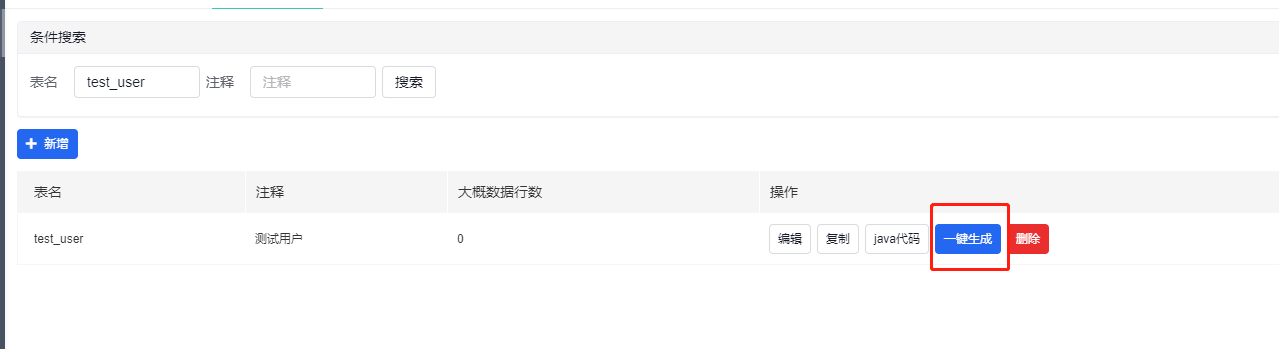 条件搜索
表名 test_user 注释 注释 搜索
新增
表名 注释 大概数据行数 操作
test_user 测试用户 0 编辑 复制 java代码 一键生成 删除